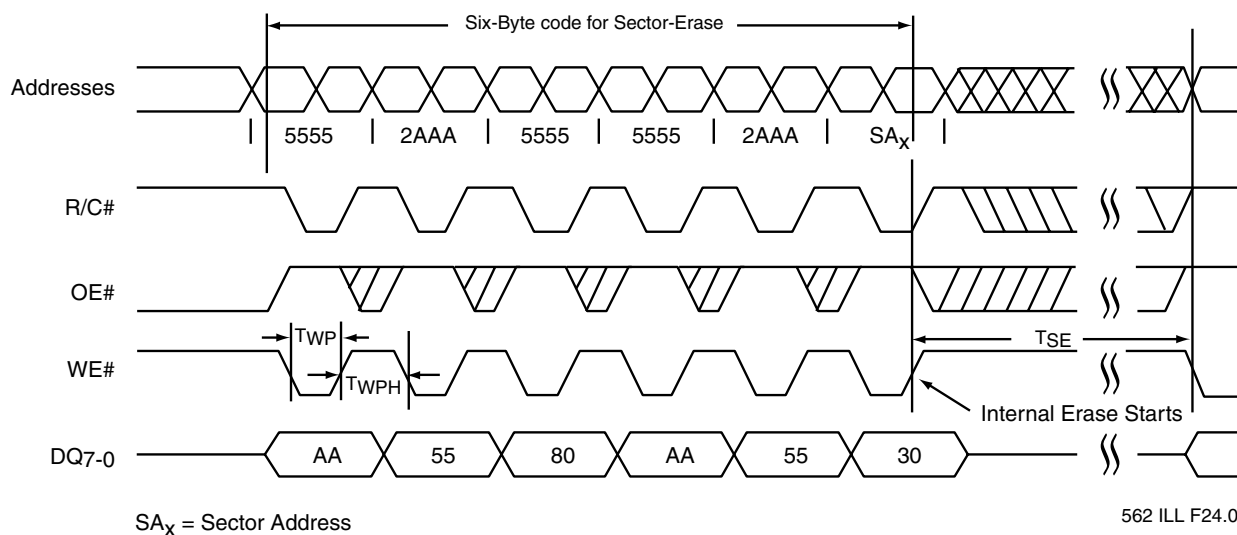 Six-Byte code for Sector-Erase
Addresses
5555 2AAA 5555 5555 2AAA SAX
R/C#
OE#
TWP
TSE
WE#
TWPH
Internal Erase Starts
DQ7-0
AA 55 80 AA 55 30
SAX = Sector Address
562 ILL F24.0